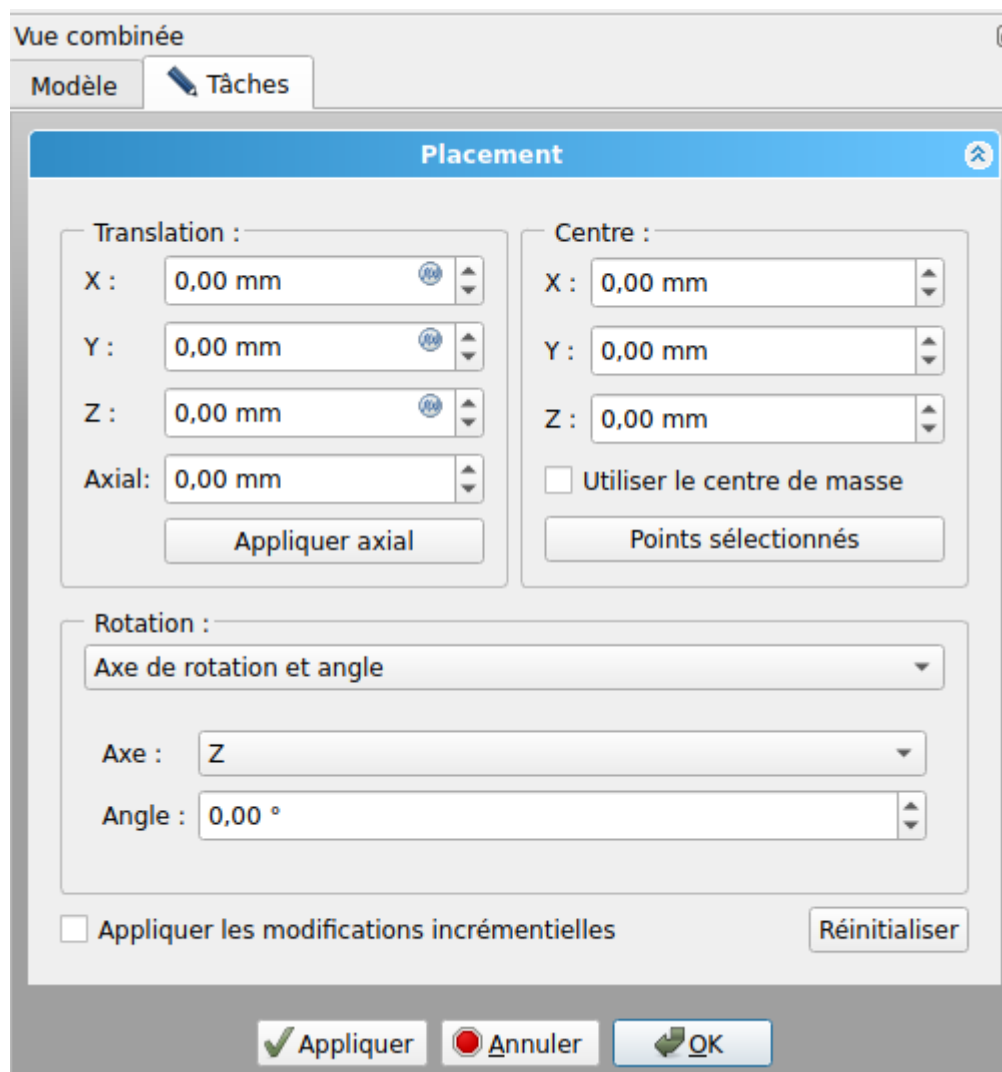 Vue combinée
Modèle
Tâches
Placement
Translation :
X : 0,00 mm
Y : 0,00 mm
Z : 0,00 mm
Axial: 0,00 mm
Appliquer axial
Centre :
X : 0,00 mm
Y : 0,00 mm
Z : 0,00 mm
Utiliser le centre de masse
Points sélectionnés
Rotation :
Axe de rotation et angle
Axe : Z
Angle : 0,00 °
Appliquer les modifications incrémentielles
Réinitialiser
Appliquer
Annuler
OK